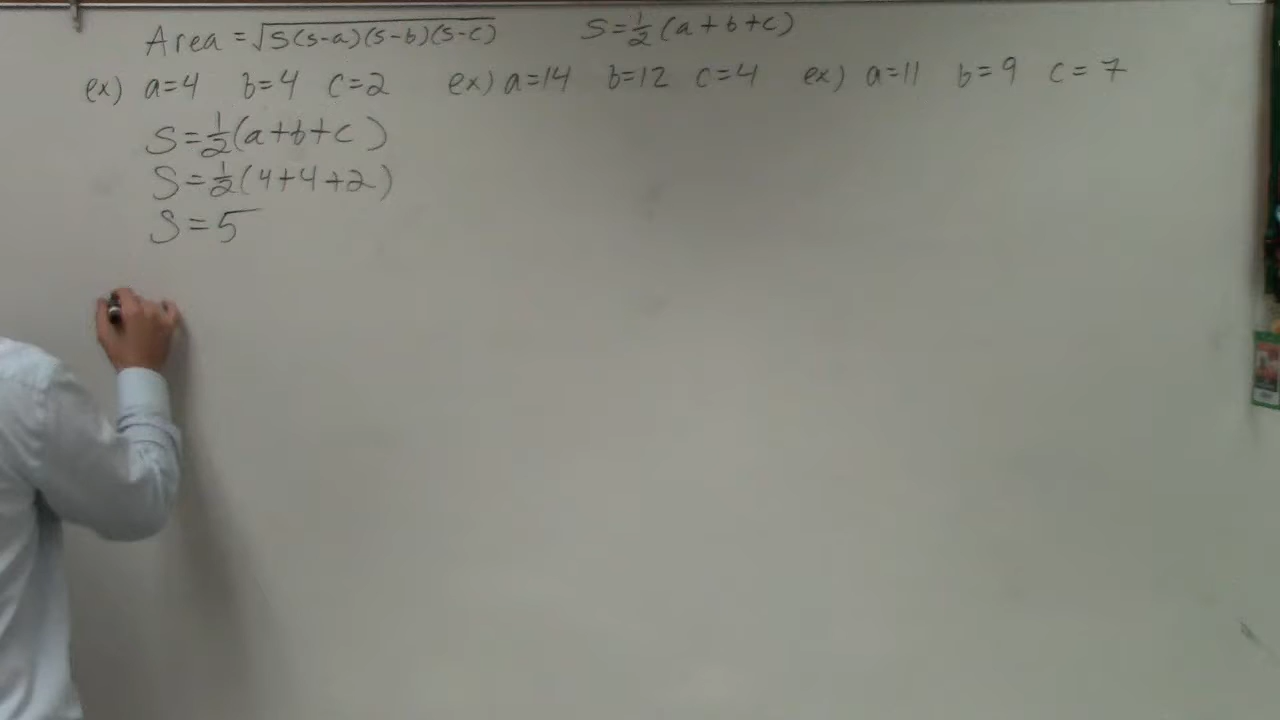 Area = √S(S-a)(S-b)(S-c) S=½(a+b+c)
ex) a=4 b=4 c=2 ex) a=14 b=12 c=4 ex) a=11 b=9 c=7
S=½(a+b+c)
S=½(4+4+2)
S=5